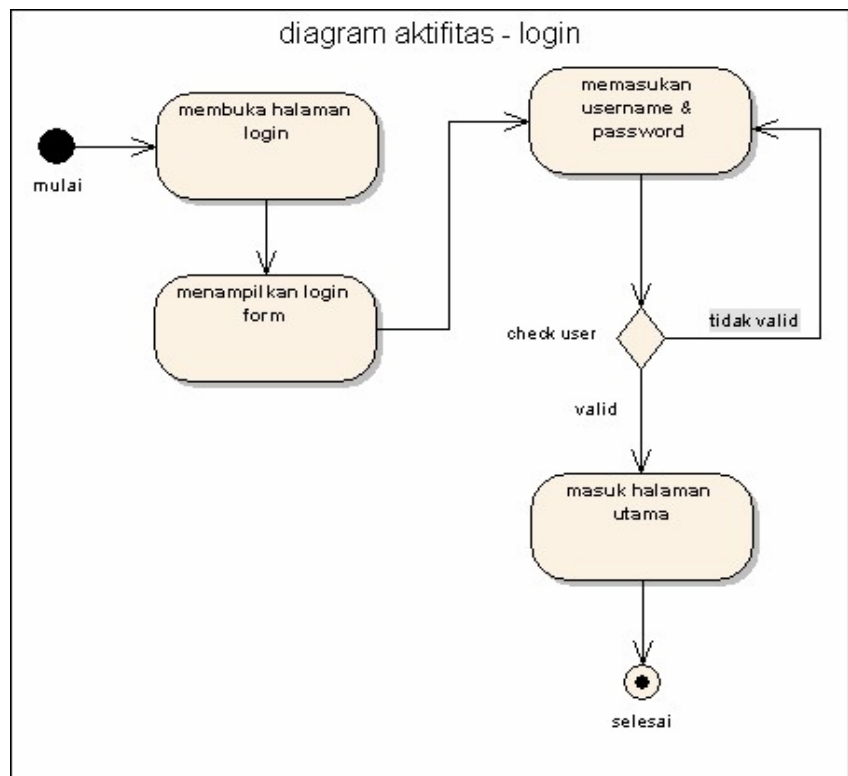 diagram aktifitas - login
mulai
membuka halaman
login
menampilkan login
form
memasukan
username &
password
check user
tidak valid
valid
masuk halaman
utama
selesai